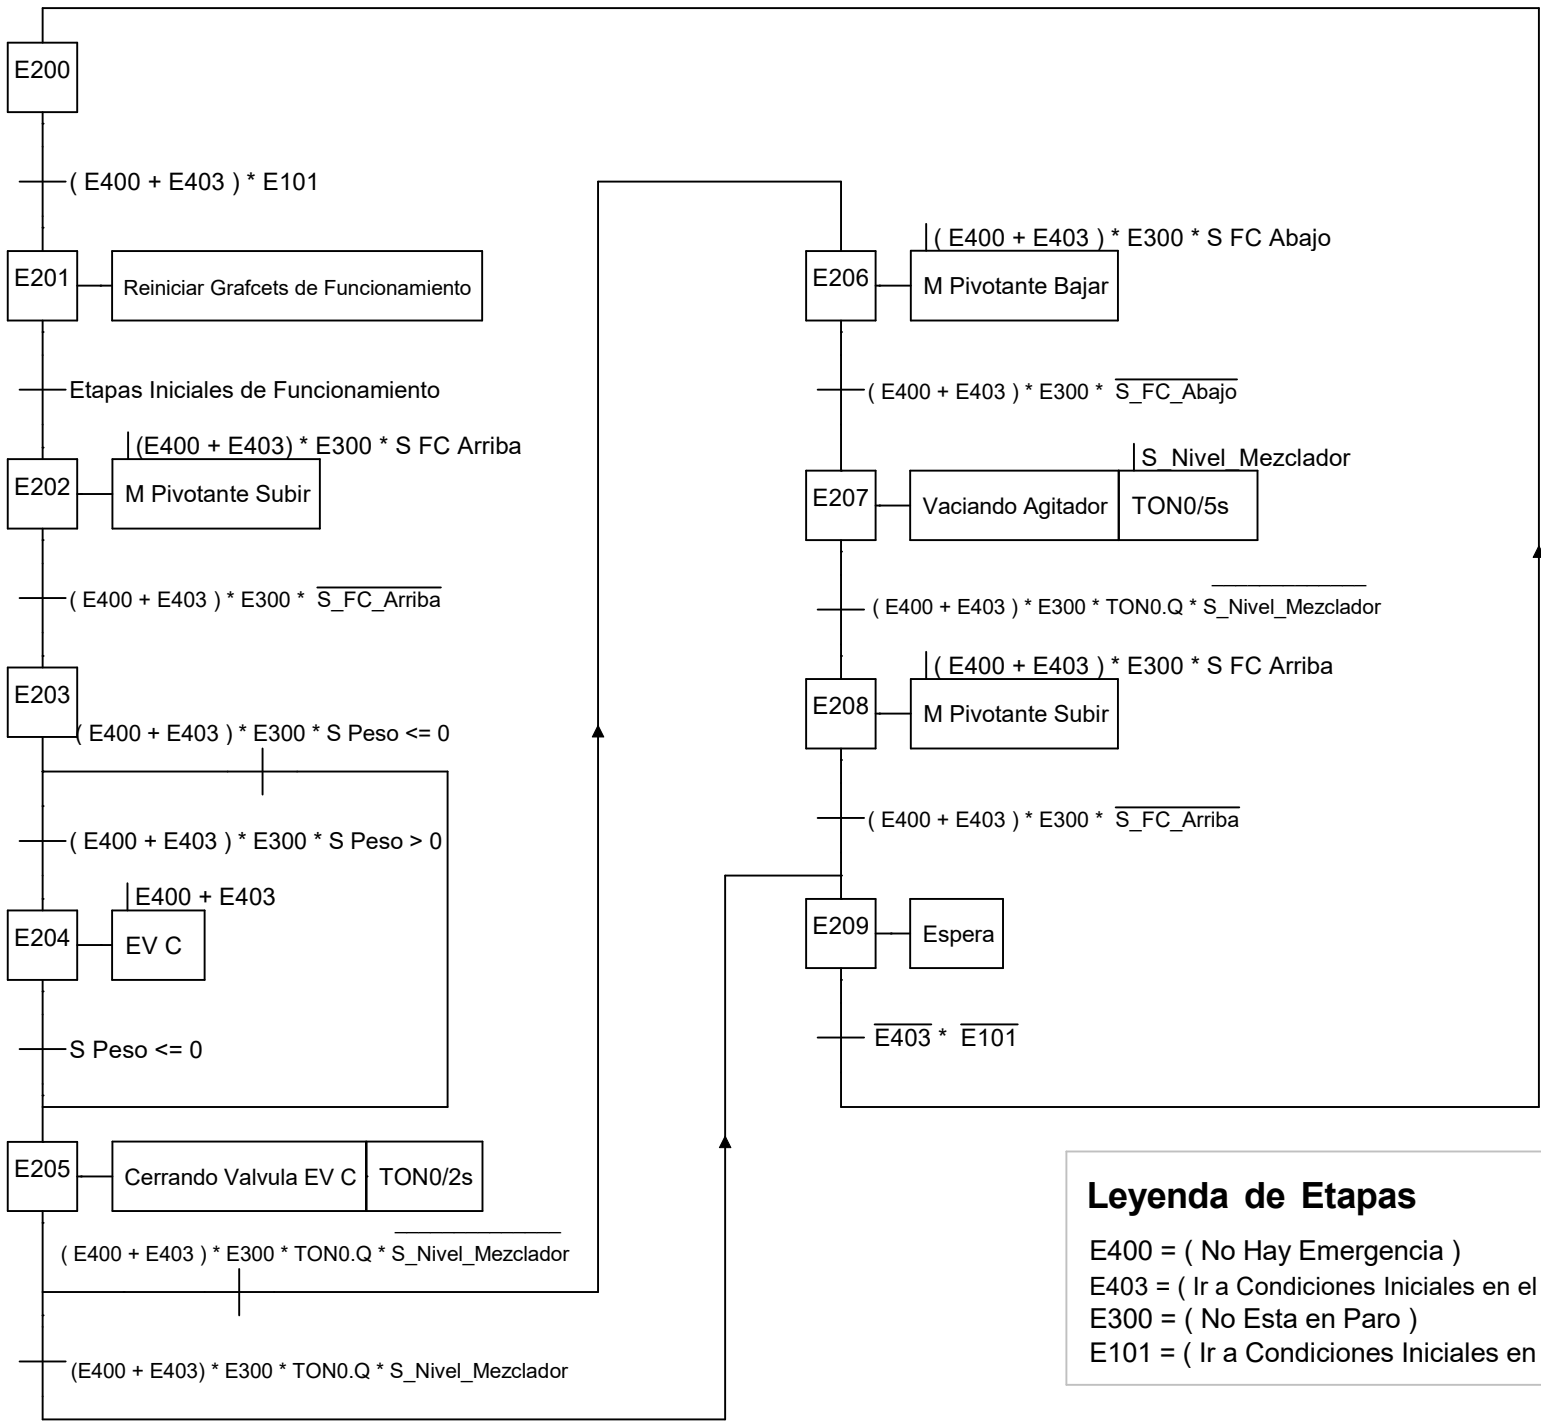 E200
( E400 + E403 ) * E101
E201
Reiniciar Grafcets de Funcionamiento
Etapas Iniciales de Funcionamiento
(E400 + E403) * E300 * S FC Arriba
E202
M Pivotante Subir
( E400 + E403 ) * E300 * S_FC_Arriba
E203
( E400 + E403 ) * E300 * S Peso <= 0
( E400 + E403 ) * E300 * S Peso > 0
E400 + E403
E204
EV C
S Peso <= 0
E205
Cerrando Valvula EV C
TON0/2s
( E400 + E403 ) * E300 * TON0.Q * S_Nivel_Mezclador
(E400 + E403) * E300 * TON0.Q * S_Nivel_Mezclador
( E400 + E403 ) * E300 * S FC Abajo
E206
M Pivotante Bajar
( E400 + E403 ) * E300 * S_FC_Abajo
S_Nivel_Mezclador
E207
Vaciando Agitador
TON0/5s
( E400 + E403 ) * E300 * TON0.Q * S_Nivel_Mezclador
( E400 + E403 ) * E300 * S FC Arriba
E208
M Pivotante Subir
( E400 + E403 ) * E300 * S_FC_Arriba
E209
Espera
E403 * E101
Leyenda de Etapas
E400 = ( No Hay Emergencia )
E403 = ( Ir a Condiciones Iniciales en el
E300 = ( No Esta en Paro )
E101 = ( Ir a Condiciones Iniciales en